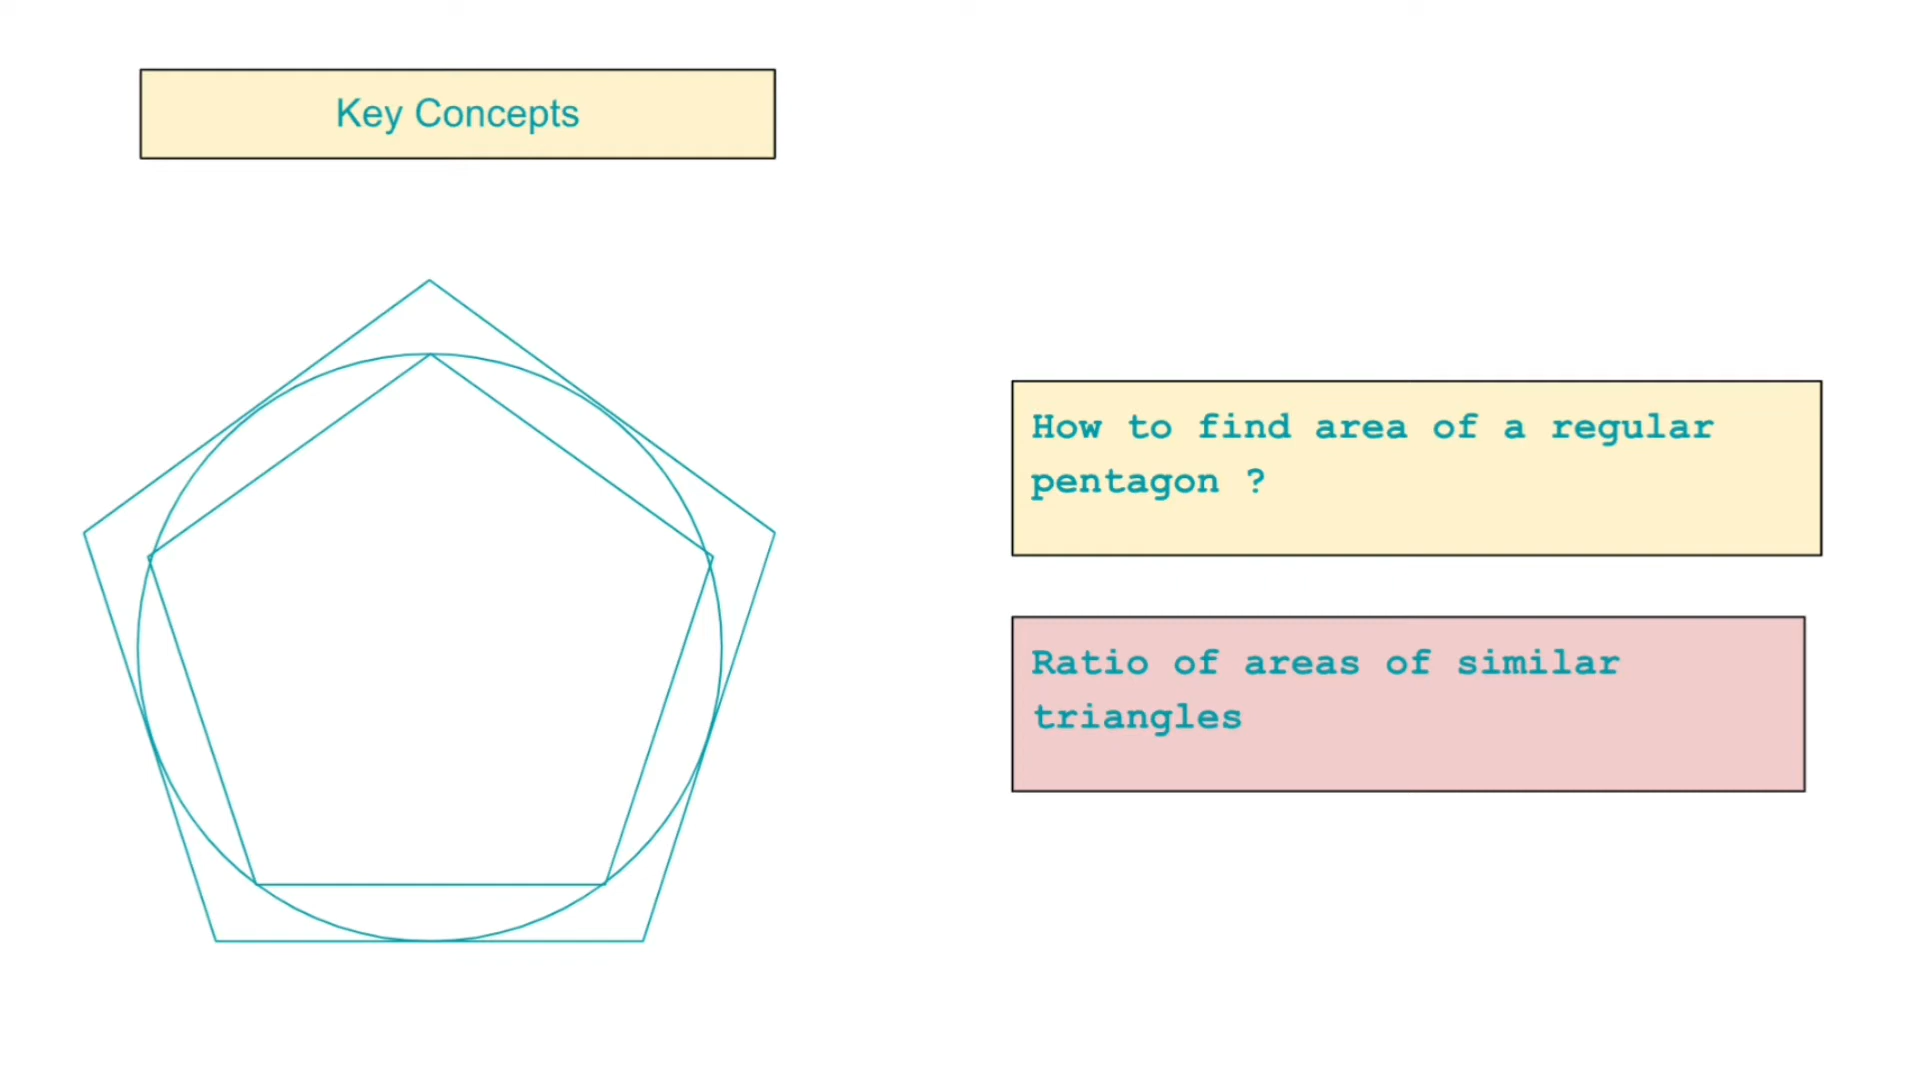 Key Concepts
How to find area of a regular
pentagon ?
Ratio of areas of similar
triangles